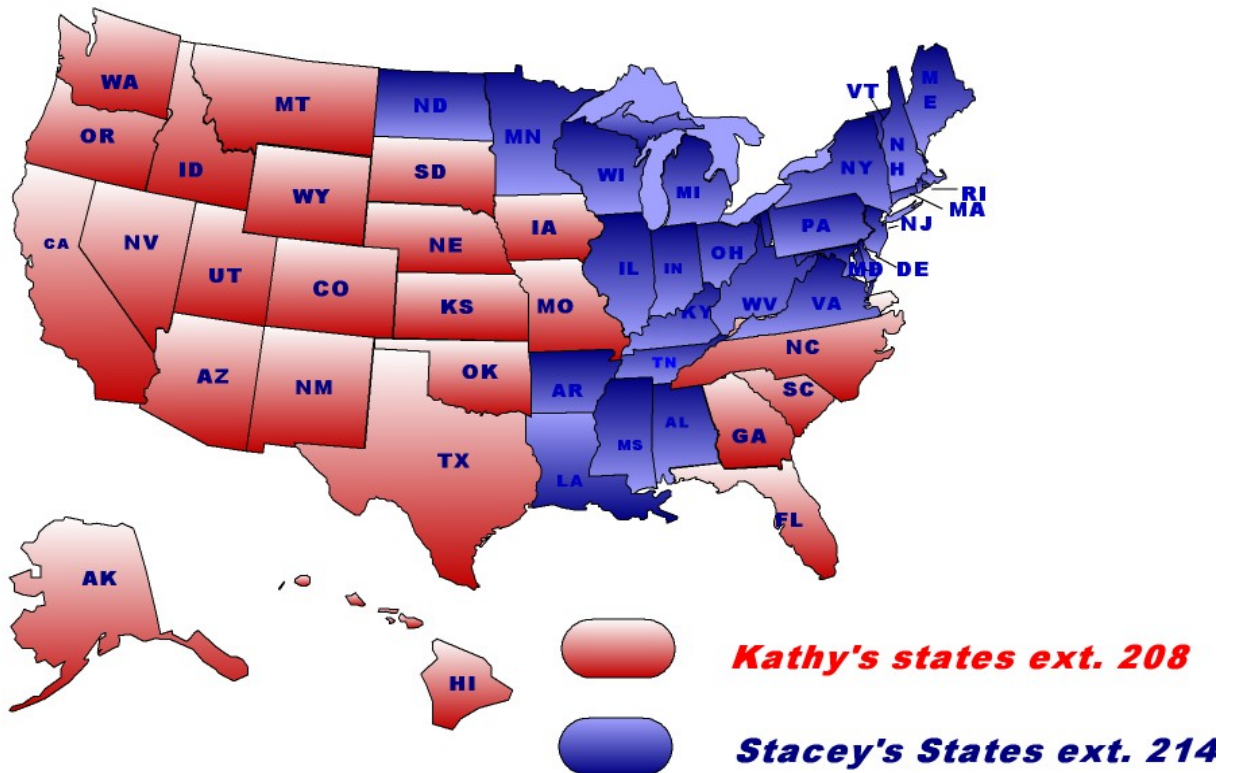 WA
MT
ND
MN
OR
ID
SD
WI
MI
VT
ME
NH
NY
RI
MA
NJ
WY
CA
NV
NE
IA
PA
UT
CO
IL
IN
OH
MD
DE
KS
MO
KY
WV
VA
AZ
NM
OK
AR
TN
NC
SC
TX
LA
MS
AL
GA
FL
AK
HI
Kathy's states ext. 208
Stacey's States ext. 214